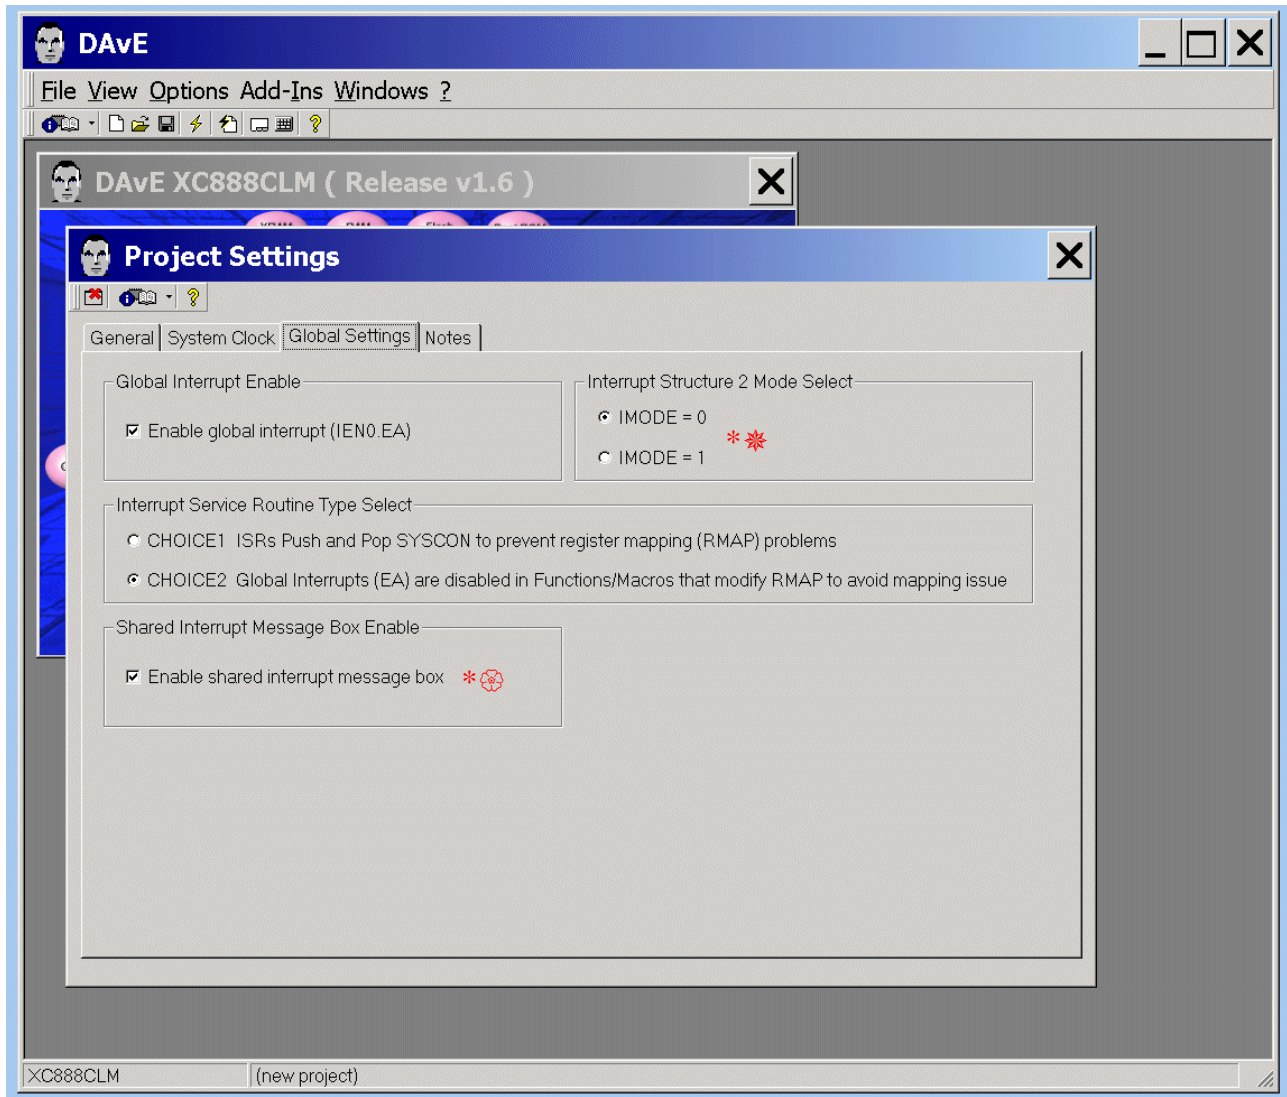 DAvE
File View Options Add-Ins Windows ?
DAvE XC888CLM ( Release v1.6 )
Project Settings
General System Clock Global Settings Notes
Global Interrupt Enable
Enable global interrupt (IEN0.EA)
Interrupt Structure 2 Mode Select
IMODE = 0
*
IMODE = 1
Interrupt Service Routine Type Select
CHOICE1 ISRs Push and Pop SYSCON to prevent register mapping (RMAP) problems
CHOICE2 Global Interrupts (EA) are disabled in Functions/Macros that modify RMAP to avoid mapping issue
Shared Interrupt Message Box Enable
Enable shared interrupt message box *
XC888CLM (new project)